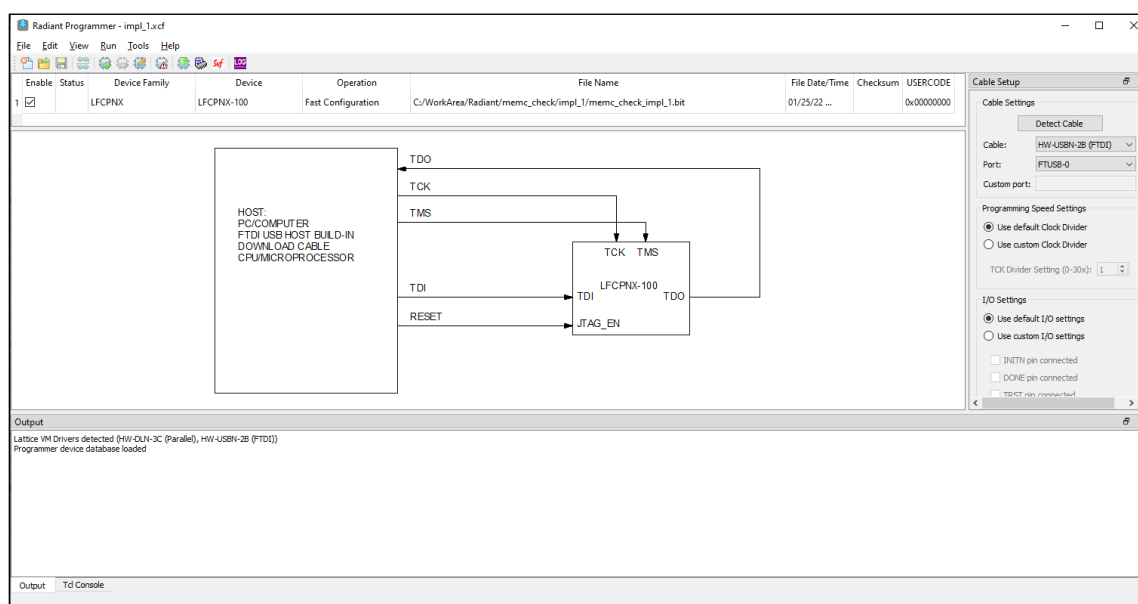 Radiant Programmer - impl_1.xcf
File Edit View Run Tools Help
Svf LOG
Enable Status Device Family Device Operation File Name File Date/Time Checksum USERCODE
1 LFCPNX LFCPNX-100 Fast Configuration C:/WorkArea/Radiant/memc_check/impl_1/memc_check_impl_1.bit 01/25/22 ... 0x00000000
TDO
TCK
TMS
HOST:
PC/COMPUTER
FTDI USB HOST BUILD-IN
DOWNLOAD CABLE
CPU/MICROPROCESSOR
TCK TMS
LFCPNX-100
TDI
TDI TDO
RESET
JTAG_EN
Cable Setup
Cable Settings
Detect Cable
Cable: HW-USBN-2B (FTDI)
Port: FTUSB-0
Custom port:
Programming Speed Settings
Use default Clock Divider
Use custom Clock Divider
TCK Divider Setting (0-30x): 1
I/O Settings
Use default I/O settings
Use custom I/O settings
INITN pin connected
DONE pin connected
TRST pin connected
Output
Lattice VM Drivers detected (HW-DLN-3C (Parallel), HW-USBN-2B (FTDI))
Programmer device database loaded
Output Tcl Console